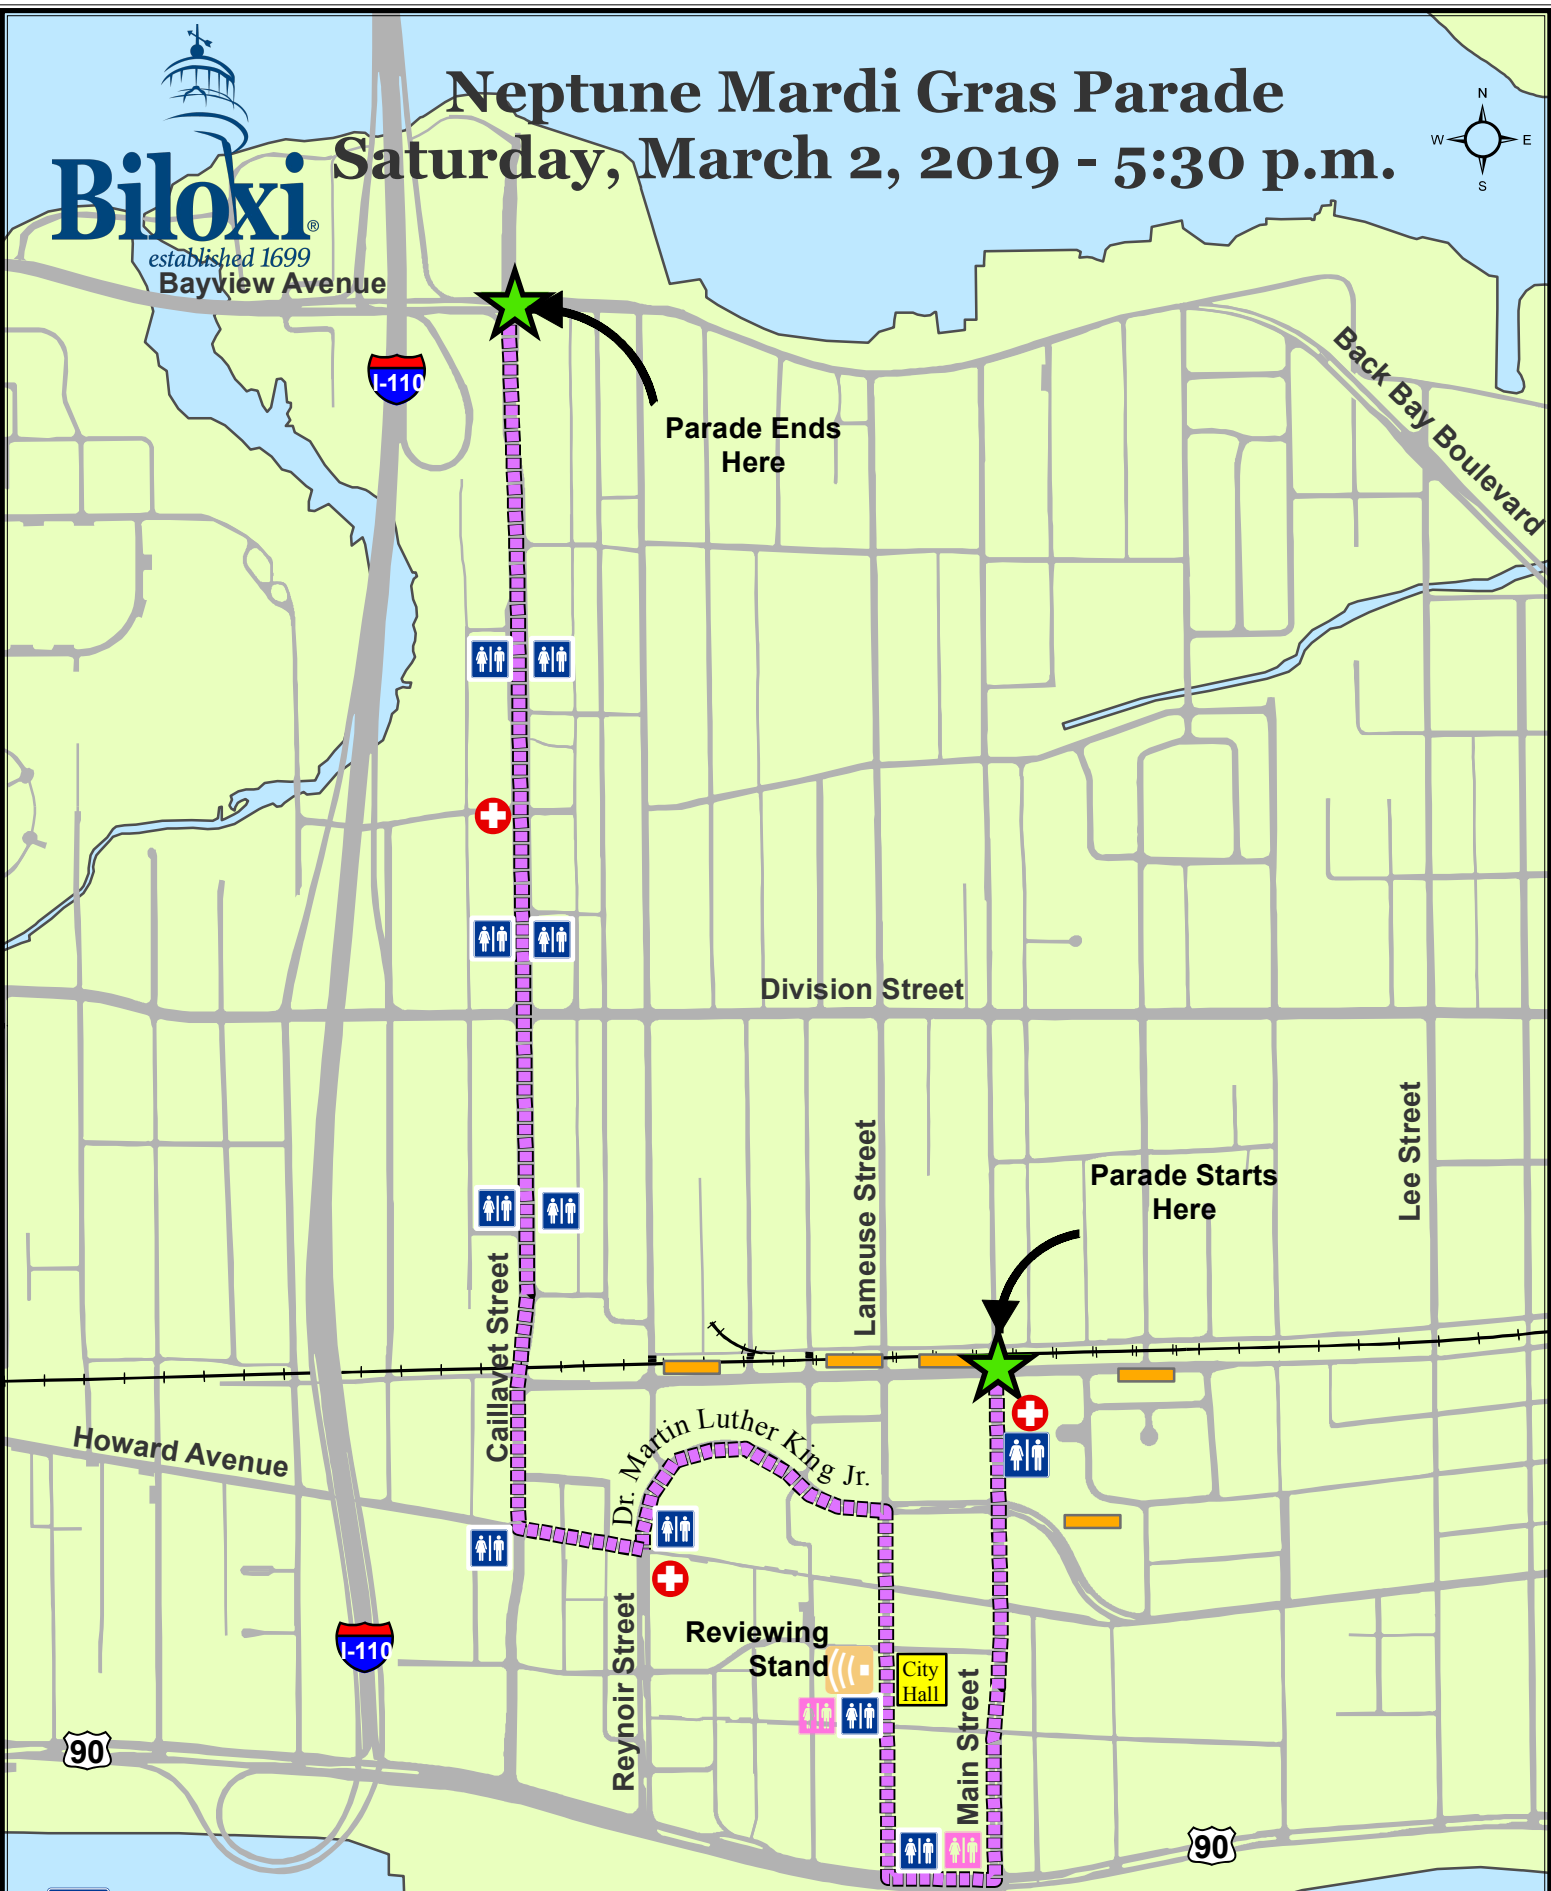 Neptune Mardi Gras Parade
Saturday, March 2, 2019 - 5:30 p.m.
N
W
E
S
Biloxi®
established 1699
Bayview Avenue
I-110
Parade Ends
Here
Back Bay Boulevard
Division Street
Lameuse Street
Lee Street
Parade Starts
Here
Caillavet Street
Howard Avenue
Dr. Martin Luther King Jr.
Reynoir Street
Reviewing
Stand
City
Hall
Main Street
I-110
90
90